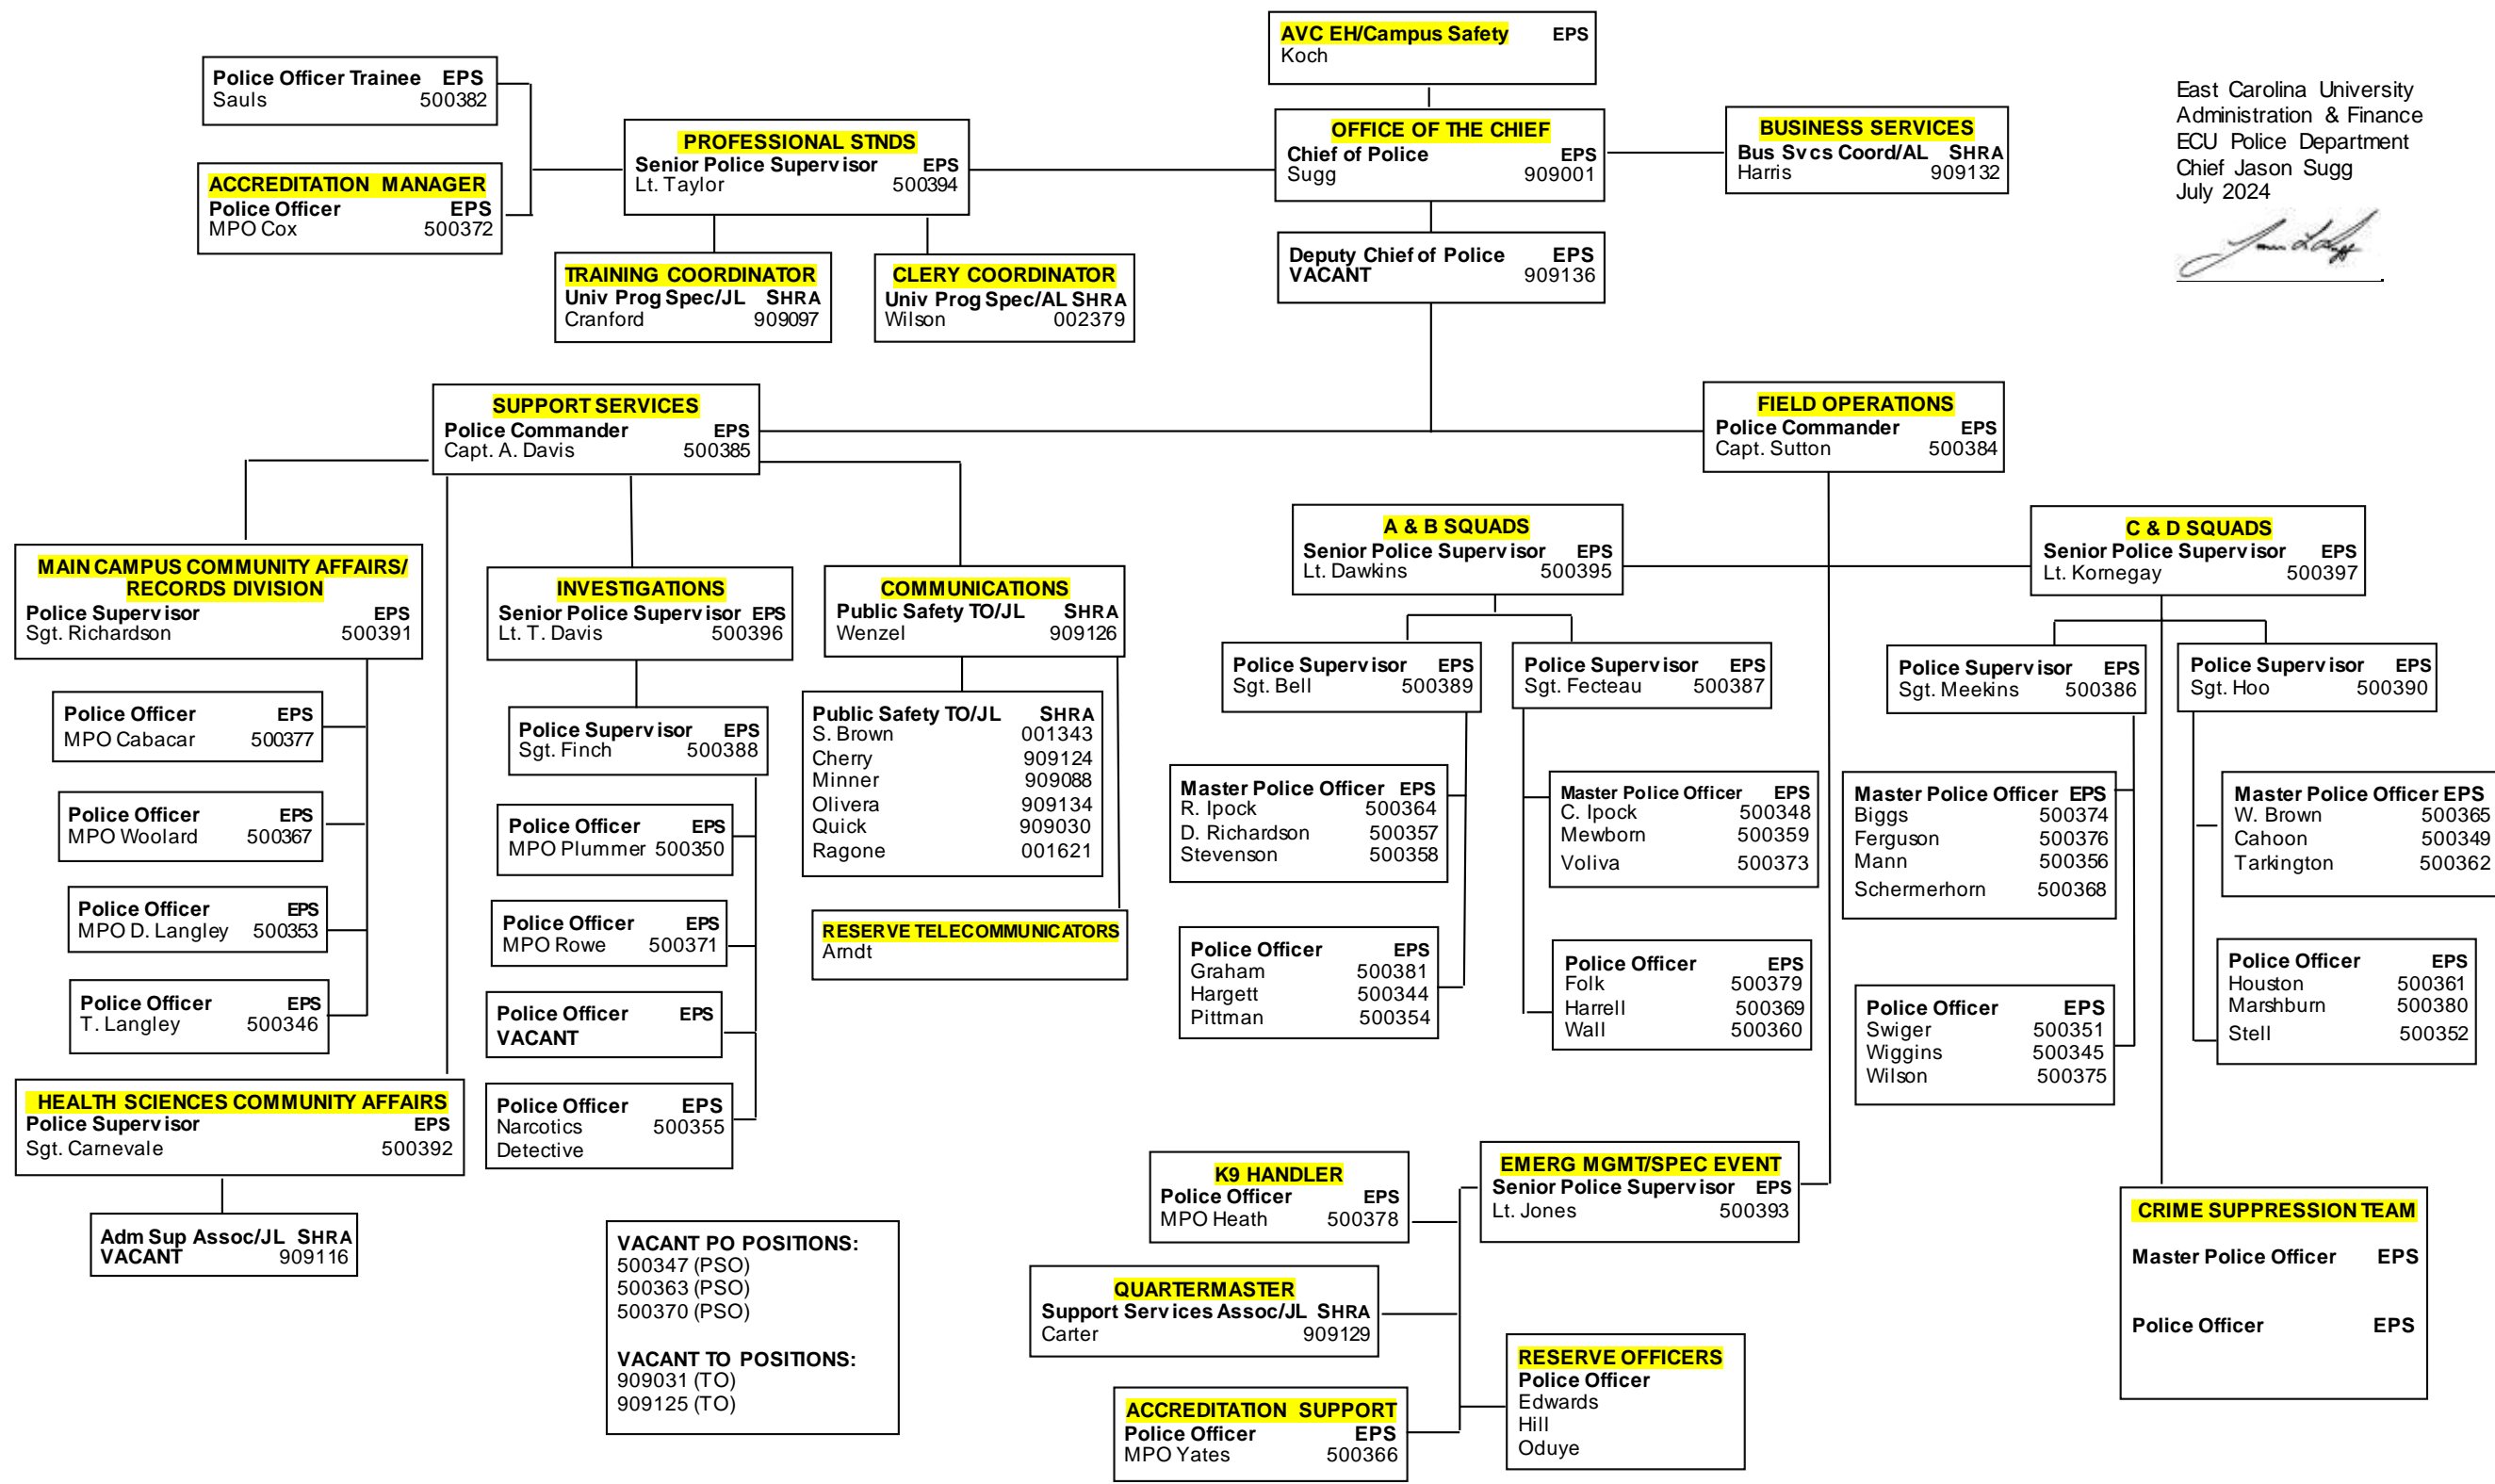 AVC EH/Campus Safety EPS
Koch
East Carolina University
Administration & Finance
ECU Police Department
Chief Jason Sugg
July 2024
Police Officer Trainee EPS
Sauls 500382
ACCREDITATION MANAGER
Police Officer EPS
MPO Cox 500372
PROFESSIONAL STNDS
Senior Police Supervisor EPS
Lt. Taylor 500394
OFFICE OF THE CHIEF
Chief of Police EPS
Sugg 909001
BUSINESS SERVICES
Bus Svcs Coord/AL SHRA
Harris 909132
TRAINING COORDINATOR
Univ Prog Spec/JL SHRA
Cranford 909097
CLERY COORDINATOR
Univ Prog Spec/AL SHRA
Wilson 002379
Deputy Chief of Police EPS
VACANT 909136
SUPPORT SERVICES
Police Commander EPS
Capt. A. Davis 500385
FIELD OPERATIONS
Police Commander EPS
Capt. Sutton 500384
MAIN CAMPUS COMMUNITY AFFAIRS/
RECORDS DIVISION
Police Supervisor EPS
Sgt. Richardson 500391
Police Officer EPS
MPO Cabacar 500377
Police Officer EPS
MPO Woolard 500367
Police Officer EPS
MPO D. Langley 500353
Police Officer EPS
T. Langley 500346
HEALTH SCIENCES COMMUNITY AFFAIRS
Police Supervisor EPS
Sgt. Carnevale 500392
Adm Sup Assoc/JL SHRA
VACANT 909116
INVESTIGATIONS
Senior Police Supervisor EPS
Lt. T. Davis 500396
Police Supervisor EPS
Sgt. Finch 500388
Police Officer EPS
MPO Plummer 500350
Police Officer EPS
MPO Rowe 500371
Police Officer EPS
VACANT
Police Officer EPS
Narcotics 500355
Detective
COMMUNICATIONS
Public Safety TO/JL SHRA
Wenzel 909126
Public Safety TO/JL SHRA
S. Brown 001343
Cherry 909124
Minner 909088
Olivera 909134
Quick 909030
Ragone 001621
RESERVE TELECOMMUNICATORS
Arndt
VACANT PO POSITIONS:
500347 (PSO)
500363 (PSO)
500370 (PSO)
VACANT TO POSITIONS:
909031 (TO)
909125 (TO)
A & B SQUADS
Senior Police Supervisor EPS
Lt. Dawkins 500395
Police Supervisor EPS
Sgt. Bell 500389
Master Police Officer EPS
R. Ipock 500364
D. Richardson 500357
Stevenson 500358
Police Officer EPS
Graham 500381
Hargett 500344
Pittman 500354
Police Supervisor EPS
Sgt. Fecteau 500387
Master Police Officer EPS
C. Ipock 500348
Mewborn 500359
Voliva 500373
Police Officer EPS
Folk 500379
Harrell 500369
Wall 500360
C & D SQUADS
Senior Police Supervisor EPS
Lt. Kornegay 500397
Police Supervisor EPS
Sgt. Meekins 500386
Master Police Officer EPS
Biggs 500374
Ferguson 500376
Mann 500356
Schermerhorn 500368
Police Officer EPS
Swiger 500351
Wiggins 500345
Wilson 500375
Police Supervisor EPS
Sgt. Hoo 500390
Master Police Officer EPS
W. Brown 500365
Cahoon 500349
Tarkington 500362
Police Officer EPS
Houston 500361
Marshburn 500380
Stell 500352
K9 HANDLER
Police Officer EPS
MPO Heath 500378
EMERG MGMT/SPEC EVENT
Senior Police Supervisor EPS
Lt. Jones 500393
QUARTERMASTER
Support Services Assoc/JL SHRA
Carter 909129
ACCREDITATION SUPPORT
Police Officer EPS
MPO Yates 500366
RESERVE OFFICERS
Police Officer
Edwards
Hill
Oduye
CRIME SUPPRESSION TEAM
Master Police Officer EPS
Police Officer EPS